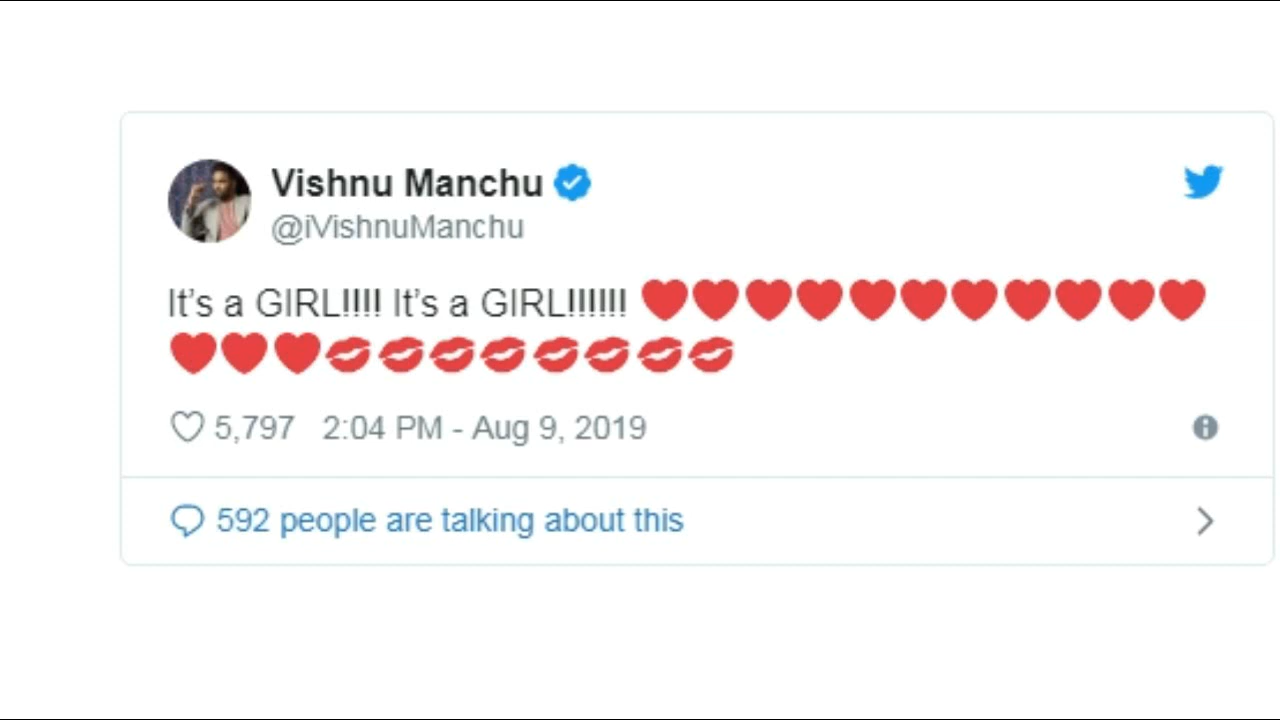 Vishnu Manchu
@iVishnuManchu
It’s a GIRL!!!! It’s a GIRL!!!!!! ❤❤❤❤❤❤❤❤❤❤❤
❤❤❤💋💋💋💋💋💋💋💋
5,797 2:04 PM - Aug 9, 2019
592 people are talking about this